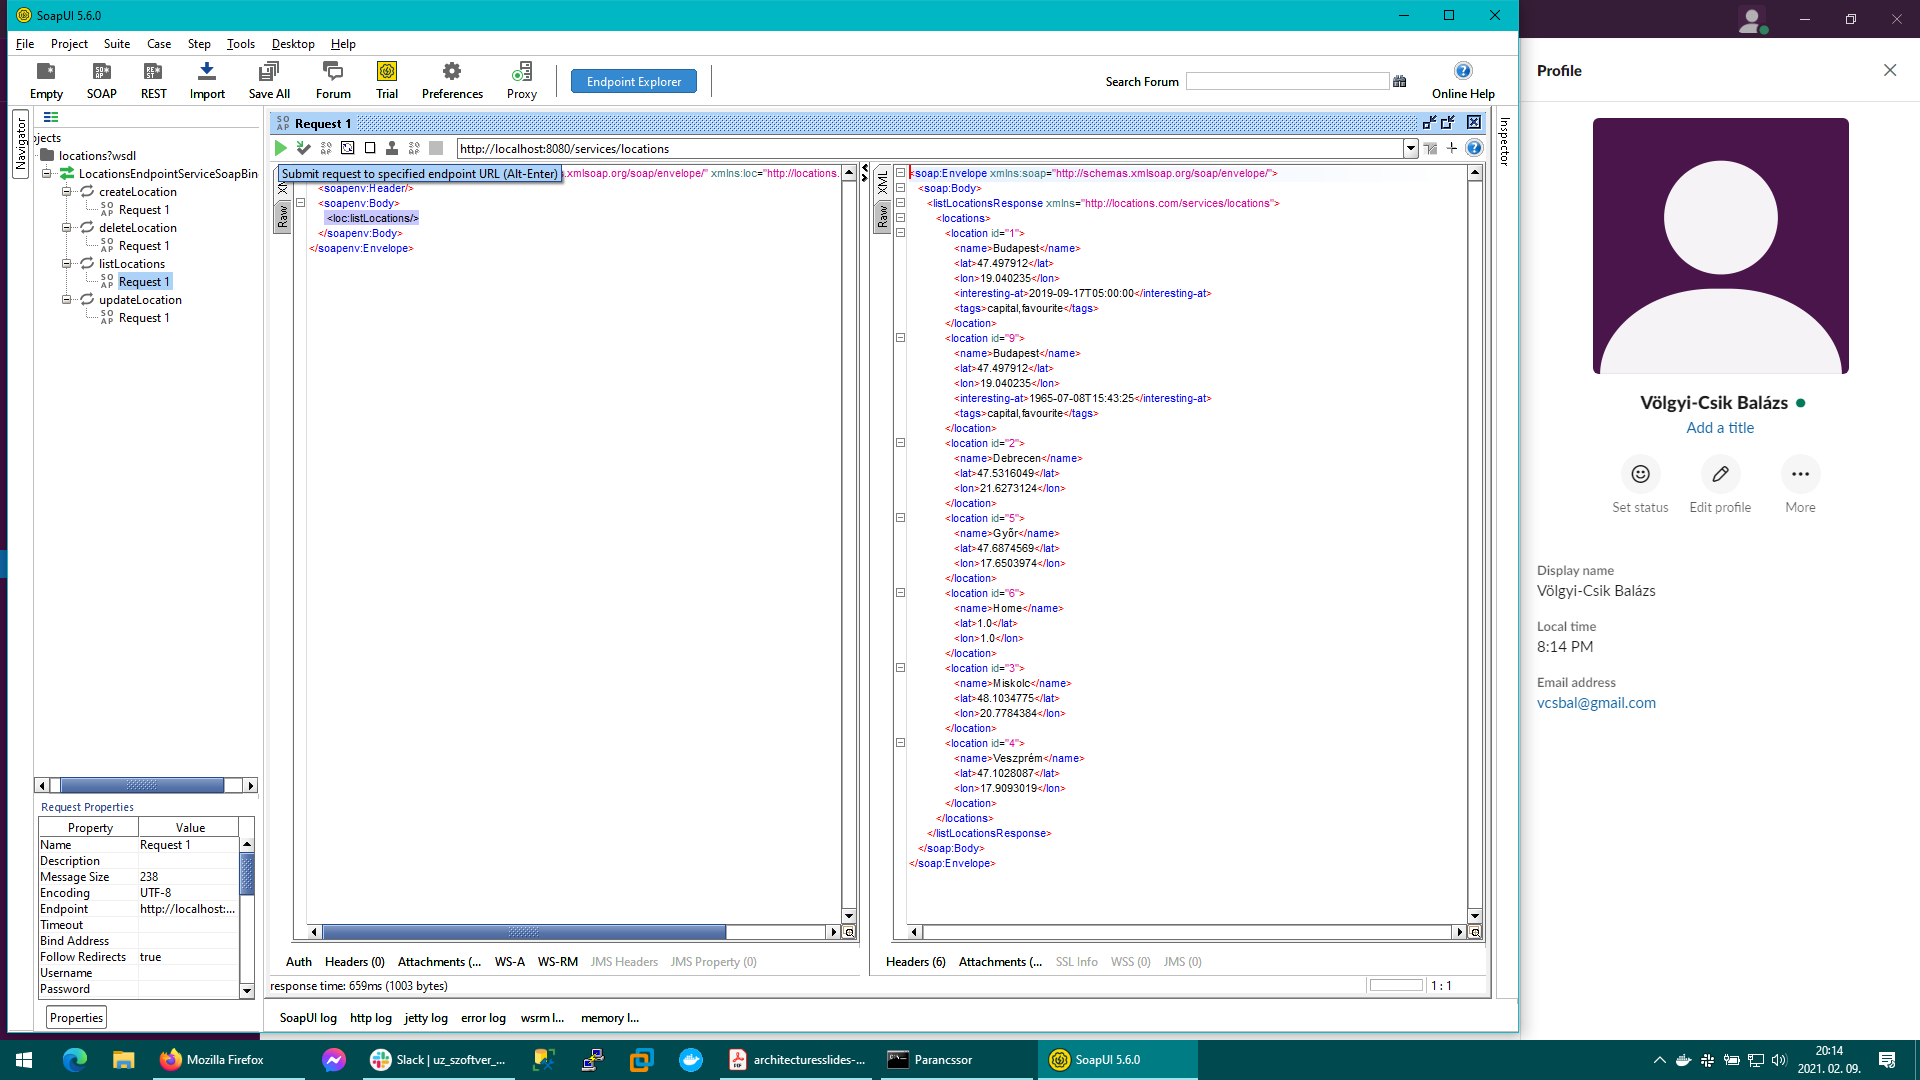 SoapUI 5.6.0
File Project Suite Case Step Tools Desktop Help
Empty SOAP REST Import Save All Forum Trial Preferences Proxy Endpoint Explorer Search Forum Online Help
Navigator
ojects
locations?wsdl
LocationsEndpointServiceSoapBin
createLocation
Request 1
deleteLocation
Request 1
listLocations
Request 1
updateLocation
Request 1
Request Properties
Property Value
Name Request 1
Description
Message Size 238
Encoding UTF-8
Endpoint http://localhost:...
Timeout
Bind Address
Follow Redirects true
Username
Password
Properties
Request 1
http://localhost:8080/services/locations
Submit request to specified endpoint URL (Alt-Enter)
s.xmlsoap.org/soap/envelope/" xmlns:loc="http://locations.
<soapenv:Header/>
<soapenv:Body>
<loc:listLocations/>
</soapenv:Body>
</soapenv:Envelope>
XML
Raw
XML
Raw
<soap:Envelope xmlns:soap="http://schemas.xmlsoap.org/soap/envelope/">
<soap:Body>
<listLocationsResponse xmlns="http://locations.com/services/locations">
<locations>
<location id="1">
<name>Budapest</name>
<lat>47.497912</lat>
<lon>19.040235</lon>
<interesting-at>2019-09-17T05:00:00</interesting-at>
<tags>capital,favourite</tags>
</location>
<location id="9">
<name>Budapest</name>
<lat>47.497912</lat>
<lon>19.040235</lon>
<interesting-at>1965-07-08T15:43:25</interesting-at>
<tags>capital,favourite</tags>
</location>
<location id="2">
<name>Debrecen</name>
<lat>47.5316049</lat>
<lon>21.6273124</lon>
</location>
<location id="5">
<name>Győr</name>
<lat>47.6874569</lat>
<lon>17.6503974</lon>
</location>
<location id="6">
<name>Home</name>
<lat>1.0</lat>
<lon>1.0</lon>
</location>
<location id="3">
<name>Miskolc</name>
<lat>48.1034775</lat>
<lon>20.7784384</lon>
</location>
<location id="4">
<name>Veszprém</name>
<lat>47.1028087</lat>
<lon>17.9093019</lon>
</location>
</locations>
</listLocationsResponse>
</soap:Body>
</soap:Envelope>
Inspector
Auth Headers (0) Attachments (... WS-A WS-RM JMS Headers JMS Property (0)
Headers (6) Attachments (... SSL Info WSS (0) JMS (0)
response time: 659ms (1003 bytes)
1 : 1
SoapUI log http log jetty log error log wsrm l... memory l...
Profile
Völgyi-Csik Balázs
Add a title
Set status Edit profile More
Display name
Völgyi-Csik Balázs
Local time
8:14 PM
Email address
vcsbal@gmail.com
Mozilla Firefox
Slack | uz_szoftver_...
architecturesslides-...
Parancssor
SoapUI 5.6.0
20:14
2021. 02. 09.